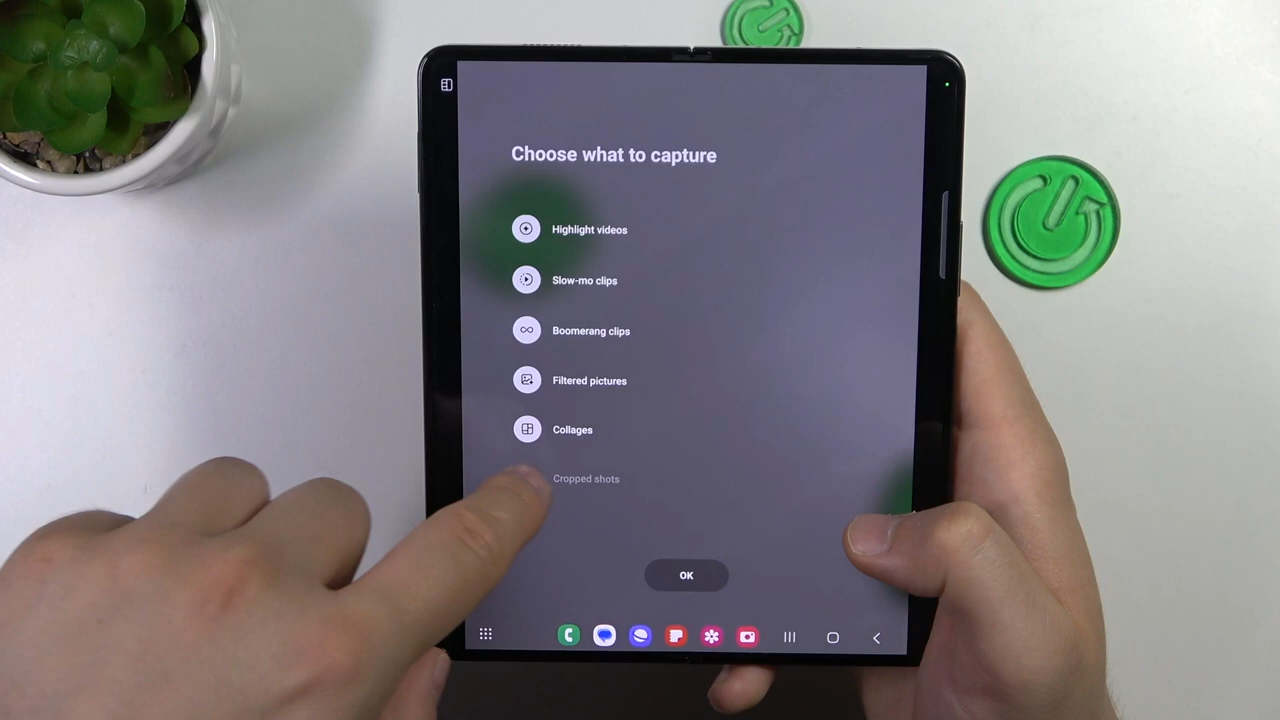 Choose what to capture
Highlight videos
Slow-mo clips
Boomerang clips
Filtered pictures
Collages
Cropped shots
OK